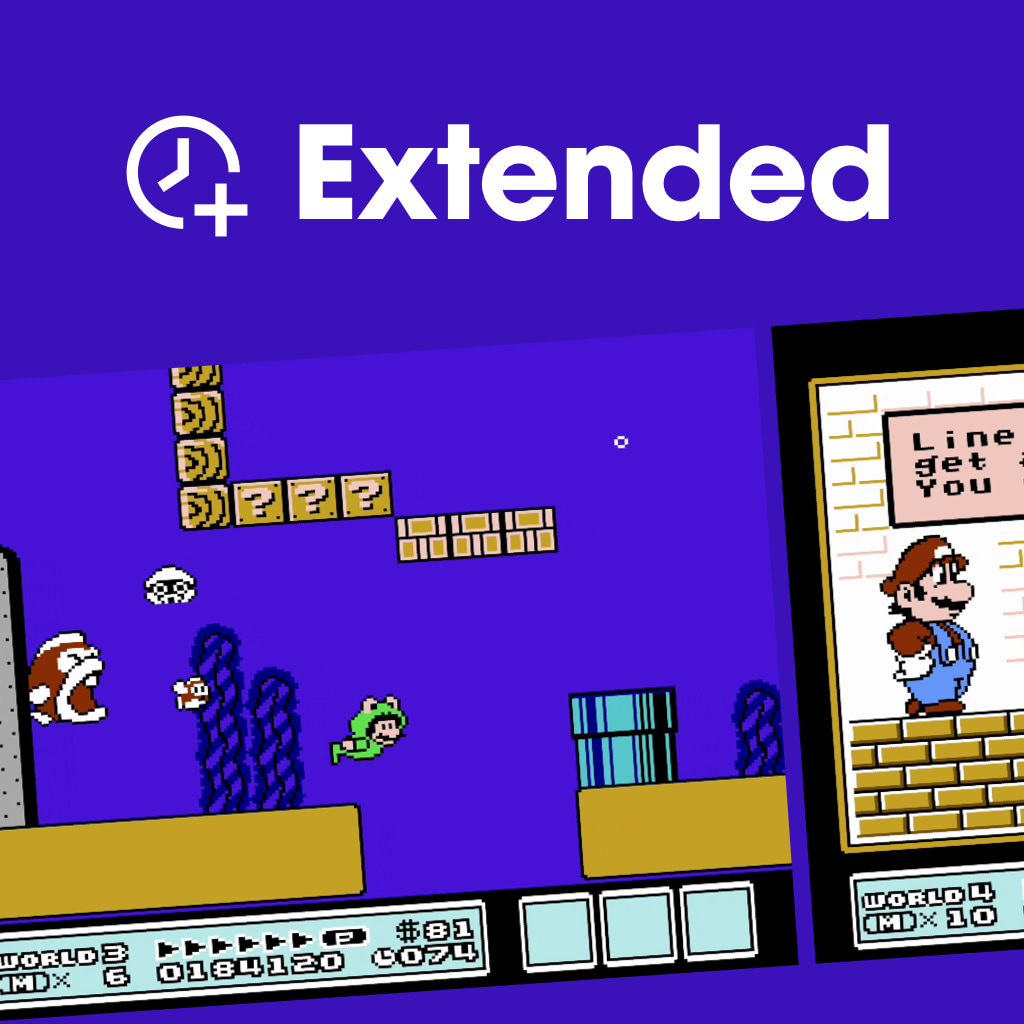 Extended
? ? ?
Line
get
You
WORLD 3
#81
(M)× 6
0184120
074
WORLD 4
(M)× 10